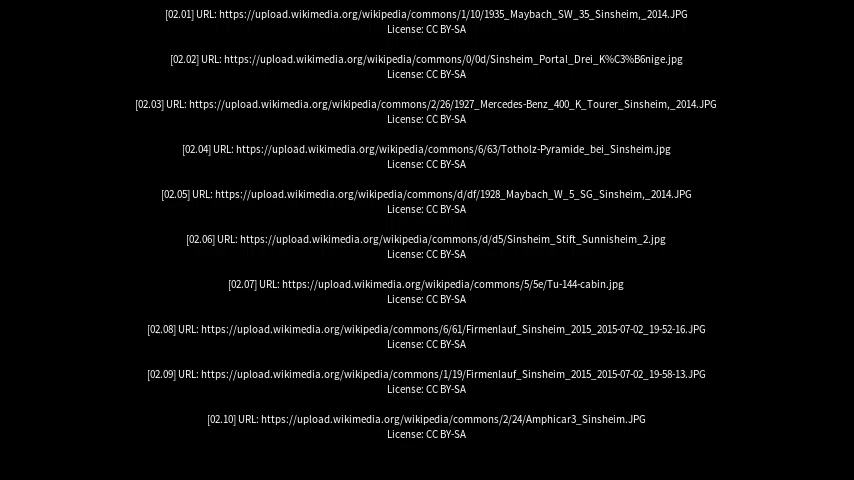 [02.01] URL: https://upload.wikimedia.org/wikipedia/commons/1/10/1935_Maybach_SW_35_Sinsheim,_2014.JPG
License: CC BY-SA
[02.02] URL: https://upload.wikimedia.org/wikipedia/commons/0/0d/Sinsheim_Portal_Drei_K%C3%B6nige.jpg
License: CC BY-SA
[02.03] URL: https://upload.wikimedia.org/wikipedia/commons/2/26/1927_Mercedes-Benz_400_K_Tourer_Sinsheim,_2014.JPG
License: CC BY-SA
[02.04] URL: https://upload.wikimedia.org/wikipedia/commons/6/63/Totholz-Pyramide_bei_Sinsheim.jpg
License: CC BY-SA
[02.05] URL: https://upload.wikimedia.org/wikipedia/commons/d/df/1928_Maybach_W_5_SG_Sinsheim,_2014.JPG
License: CC BY-SA
[02.06] URL: https://upload.wikimedia.org/wikipedia/commons/d/d5/Sinsheim_Stift_Sunnisheim_2.jpg
License: CC BY-SA
[02.07] URL: https://upload.wikimedia.org/wikipedia/commons/5/5e/Tu-144-cabin.jpg
License: CC BY-SA
[02.08] URL: https://upload.wikimedia.org/wikipedia/commons/6/61/Firmenlauf_Sinsheim_2015_2015-07-02_19-52-16.JPG
License: CC BY-SA
[02.09] URL: https://upload.wikimedia.org/wikipedia/commons/1/19/Firmenlauf_Sinsheim_2015_2015-07-02_19-58-13.JPG
License: CC BY-SA
[02.10] URL: https://upload.wikimedia.org/wikipedia/commons/2/24/Amphicar3_Sinsheim.JPG
License: CC BY-SA